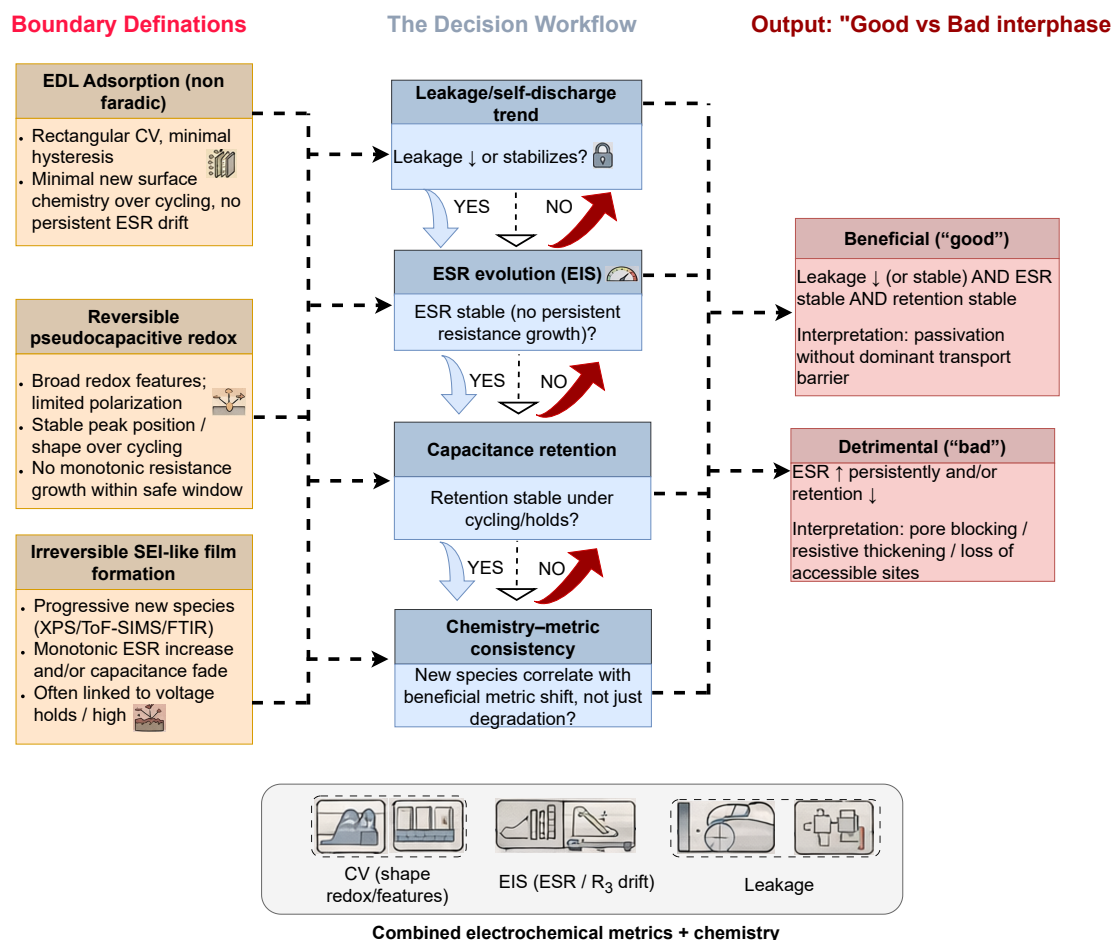 Boundary Definations
The Decision Workflow
Output: "Good vs Bad interphase
EDL Adsorption (non
faradic)
• Rectangular CV, minimal
hysteresis
• Minimal new surface
chemistry over cycling, no
persistent ESR drift
Reversible
pseudocapacitive redox
• Broad redox features;
limited polarization
• Stable peak position /
shape over cycling
• No monotonic resistance
growth within safe window
Irreversible SEI-like film
formation
• Progressive new species
(XPS/ToF-SIMS/FTIR)
• Monotonic ESR increase
and/or capacitance fade
• Often linked to voltage
holds / high
Leakage/self-discharge
trend
Leakage ↓ or stabilizes?
YES
NO
ESR evolution (EIS)
ESR stable (no persistent
resistance growth)?
YES
NO
Capacitance retention
Retention stable under
cycling/holds?
YES
NO
Chemistry–metric
consistency
New species correlate with
beneficial metric shift, not just
degradation?
Beneficial (“good”)
Leakage ↓ (or stable) AND ESR
stable AND retention stable
Interpretation: passivation
without dominant transport
barrier
Detrimental (“bad”)
ESR ↑ persistently and/or
retention ↓
Interpretation: pore blocking /
resistive thickening / loss of
accessible sites
CV (shape
redox/features)
EIS (ESR / R₃ drift)
Leakage
Combined electrochemical metrics + chemistry